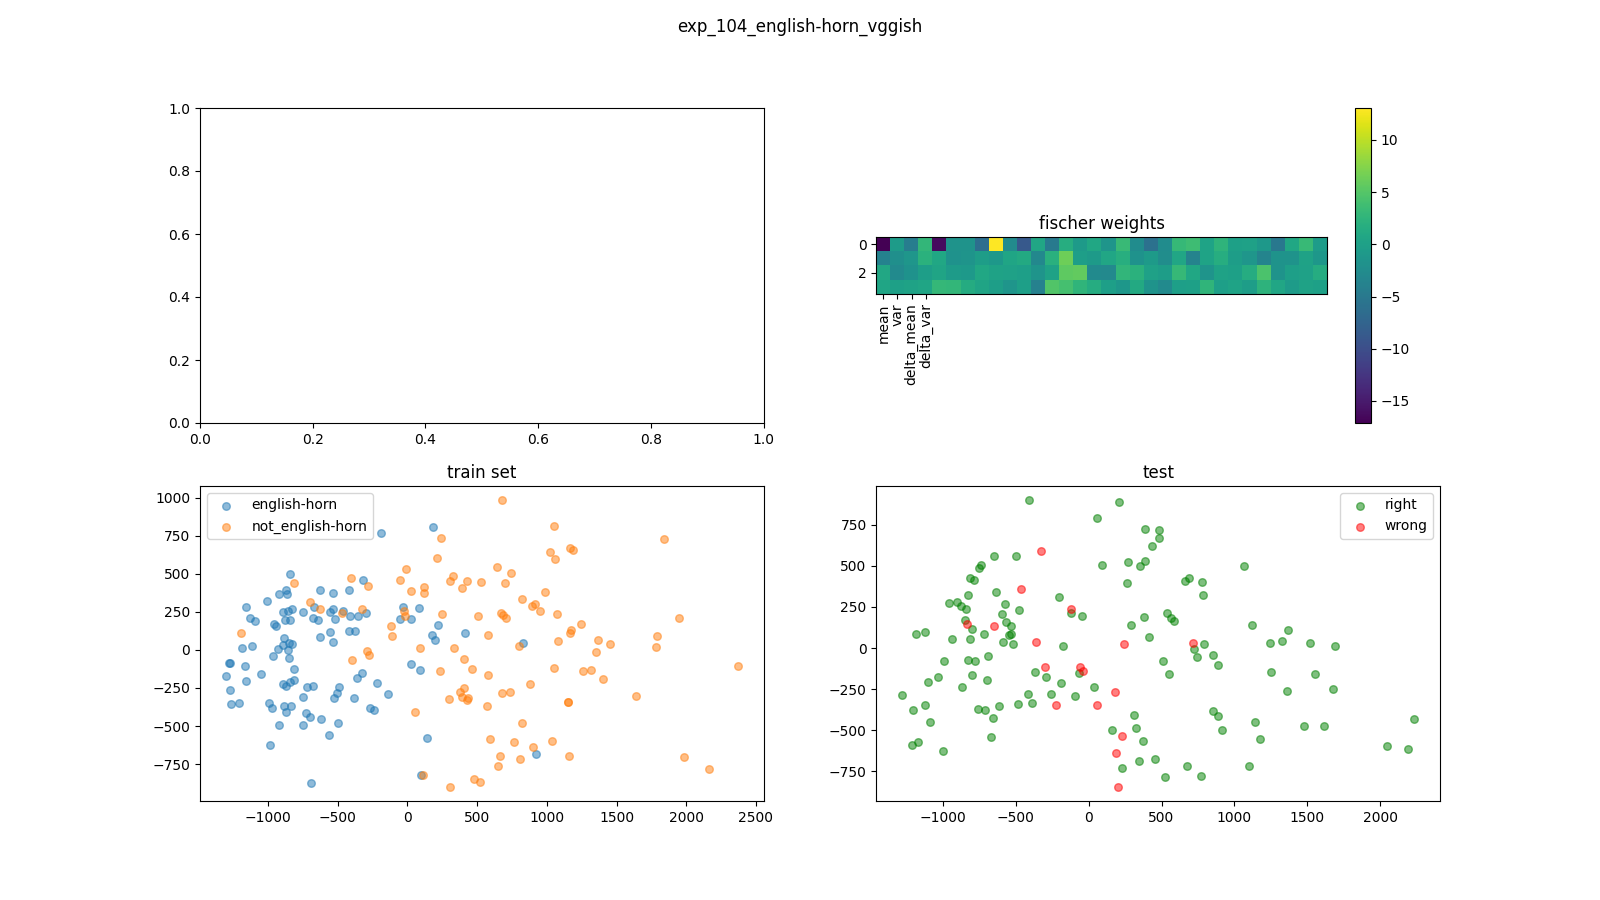 exp_104_english-horn_vggish
1.0
0.8
0.6
0.4
0.2
0.0
0.0 0.2 0.4 0.6 0.8 1.0
fischer weights
0
2
mean
var
delta_mean
delta_var
10
5
0
−5
−10
−15
train set
english-horn
not_english-horn
1000
750
500
250
0
−250
−500
−750
−1000 −500 0 500 1000 1500 2000 2500
test
right
wrong
750
500
250
0
−250
−500
−750
−1000 −500 0 500 1000 1500 2000